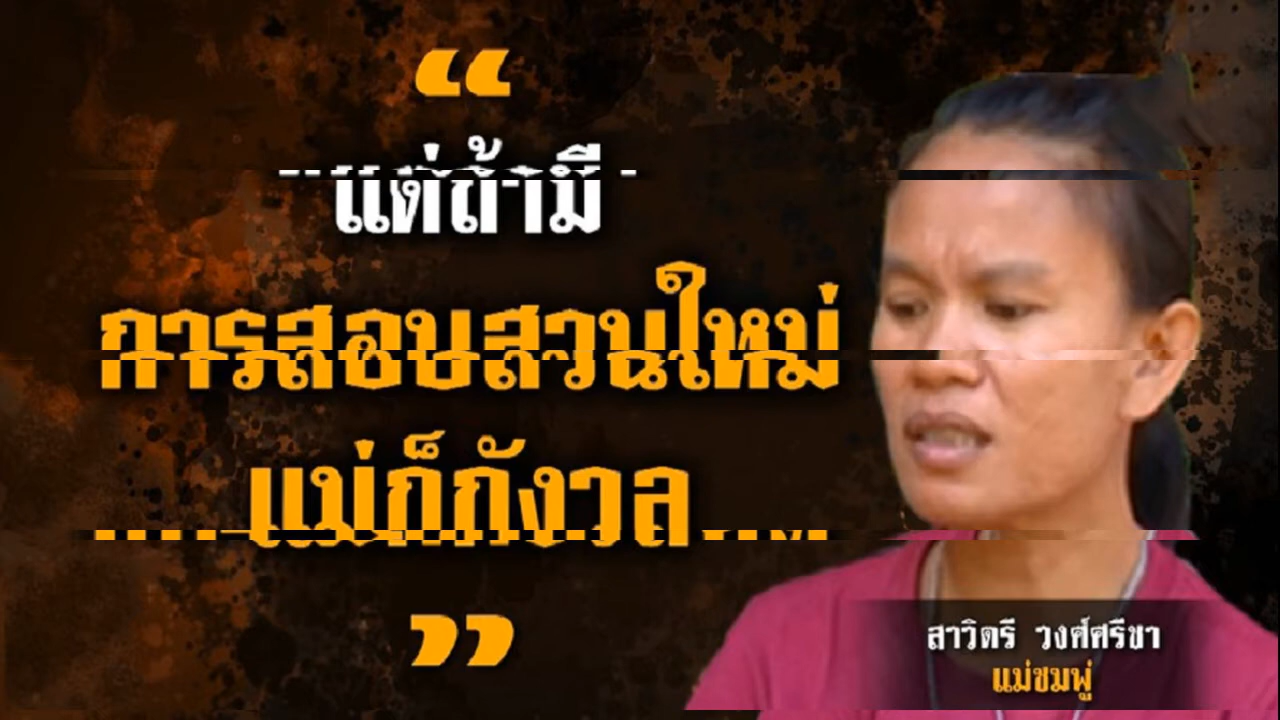 “
แต่ถ้ามี
การสอบสวนใหม่
แม่ก็กังวล
”
สาวิตรี วงศ์ศรีชา
แม่ชมพู่